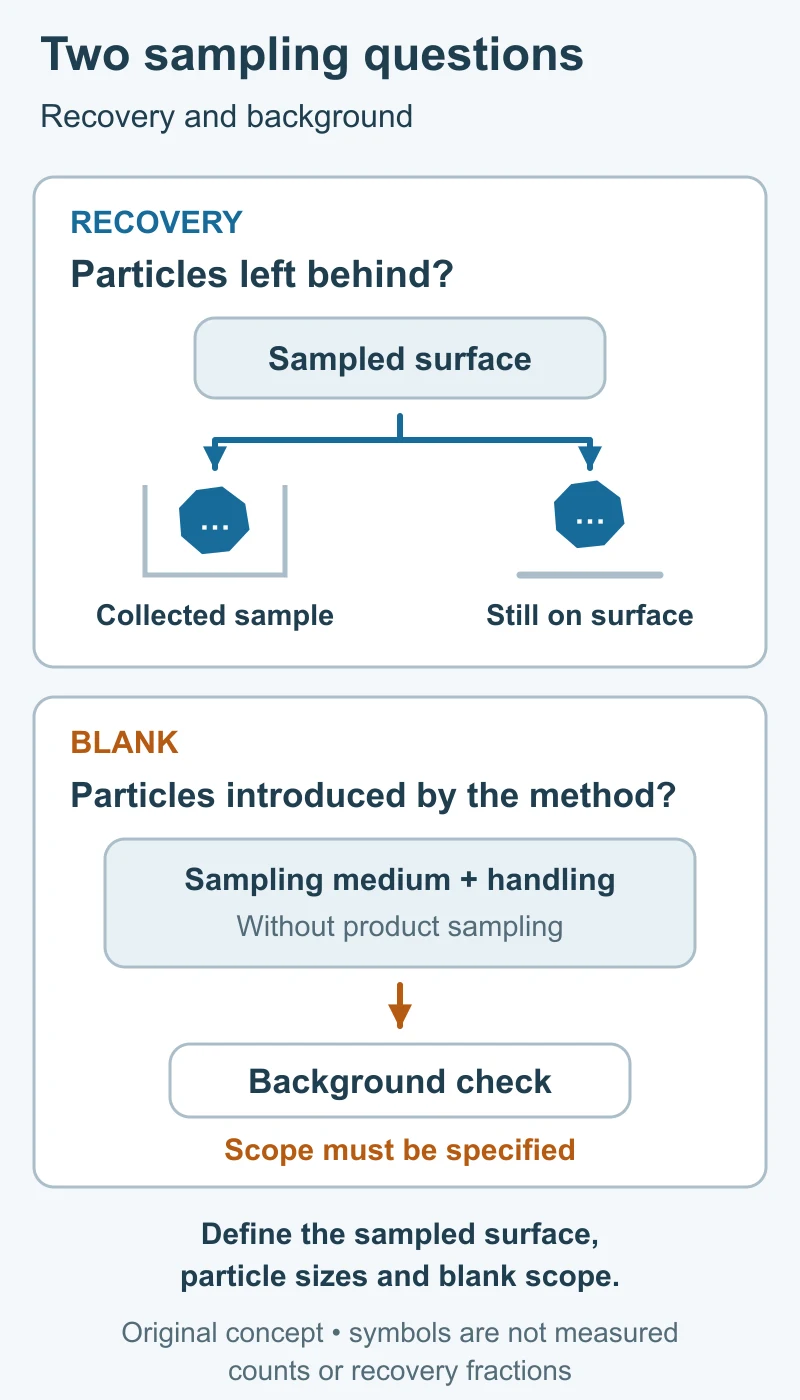 Two sampling questions
Recovery and background
RECOVERY
Particles left behind?
Sampled surface
...
...
Collected sample
Still on surface
BLANK
Particles introduced by the method?
Sampling medium + handling
Without product sampling
Background check
Scope must be specified
Define the sampled surface,
particle sizes and blank scope.
Original concept • symbols are not measured
counts or recovery fractions